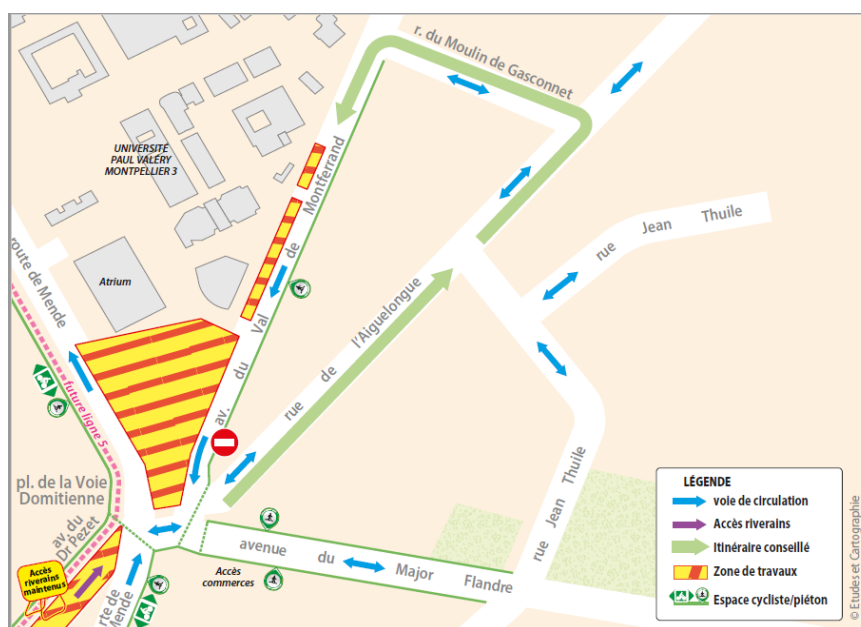 r. du Moulin de Gasconnet
UNIVERSITÉ
PAUL VALÉRY
MONTPELLIER 3
av. du Val de Montferrand
rue Jean Thuile
route de Mende
Atrium
rue de l'Aiguelongue
future ligne 5
pl. de la Voie
Domitienne
av. du
Dr Pezet
rue Jean Thuile
avenue du Major Flandre
Accès
commerces
Accès
riverains
maintenus
rte de
Mende
LÉGENDE
voie de circulation
Accès riverains
Itinéraire conseillé
Zone de travaux
Espace cycliste/piéton
© Etudes et Cartographie